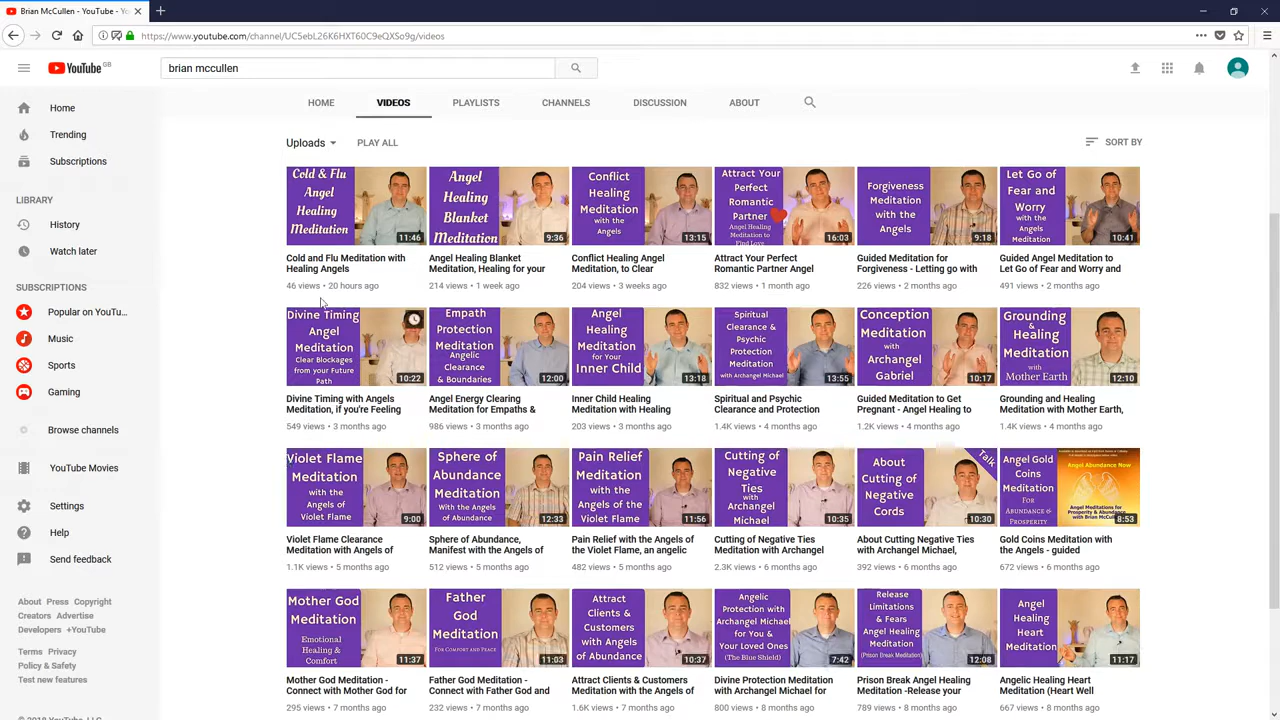 Brian McCullen - YouTube - Yo
https://www.youtube.com/channel/UC5ebL26K6HXT60C9eQXSo9g/videos
YouTube GB
brian mccullen
HOME
VIDEOS
PLAYLISTS
CHANNELS
DISCUSSION
ABOUT
Home
Trending
Subscriptions
LIBRARY
History
Watch later
SUBSCRIPTIONS
Popular on YouTu...
Music
Sports
Gaming
Browse channels
YouTube Movies
Settings
Help
Send feedback
About Press Copyright
Creators Advertise
Developers +YouTube
Terms Privacy
Policy & Safety
Test new features
Uploads
PLAY ALL
SORT BY
Cold & Flu
Angel
Healing
Meditation
11:46
Cold and Flu Meditation with
Healing Angels
46 views • 20 hours ago
Angel
Healing
Blanket
Meditation
9:36
Angel Healing Blanket
Meditation, Healing for your
214 views • 1 week ago
Conflict
Healing
Meditation
with the
Angels
13:15
Conflict Healing Angel
Meditation, to Clear
204 views • 3 weeks ago
Attract Your
Perfect
Romantic
Partner
Angel Healing
Meditation to
Find Love
16:03
Attract Your Perfect
Romantic Partner Angel
832 views • 1 month ago
Forgiveness
Meditation
with the
Angels
9:18
Guided Meditation for
Forgiveness - Letting go with
226 views • 2 months ago
Let Go of
Fear and
Worry
with the
Angels
Meditation
10:41
Guided Angel Meditation to
Let Go of Fear and Worry and
491 views • 2 months ago
Divine Timing
Angel
Meditation
Clear Blockages
from your Future
Path
10:22
Divine Timing with Angels
Meditation, if you're Feeling
549 views • 3 months ago
Empath
Protection
Meditation
Angelic
Clearance
& Boundaries
12:00
Angel Energy Clearing
Meditation for Empaths &
986 views • 3 months ago
Angel
Healing
Meditation
for Your
Inner Child
13:18
Inner Child Healing
Meditation with Healing
203 views • 3 months ago
Spiritual
Clearance &
Psychic
Protection
Meditation
with Archangel Michael
13:55
Spiritual and Psychic
Clearance and Protection
1.4K views • 4 months ago
Conception
Meditation
with
Archangel
Gabriel
10:17
Guided Meditation to Get
Pregnant - Angel Healing to
1.2K views • 4 months ago
Grounding
& Healing
Meditation
with
Mother Earth
12:10
Grounding and Healing
Meditation with Mother Earth,
1.4K views • 4 months ago
Violet Flame
Meditation
with the
Angels of
Violet Flame
9:00
Violet Flame Clearance
Meditation with Angels of
1.1K views • 5 months ago
Sphere of
Abundance
Meditation
With the Angels
of Abundance
12:33
Sphere of Abundance,
Manifest with the Angels of
512 views • 5 months ago
Pain Relief
Meditation
with the
Angels of the
Violet Flame
11:56
Pain Relief with the Angels of
the Violet Flame, an angelic
482 views • 5 months ago
Cutting of
Negative
Ties
with
Archangel
Michael
10:35
Cutting of Negative Ties
Meditation with Archangel
2.3K views • 6 months ago
About
Cutting of
Negative
Cords
Talk
10:30
About Cutting Negative Ties
with Archangel Michael,
392 views • 6 months ago
Angel Gold
Coins
Meditation
For
Abundance &
Prosperity
Angel Abundance Now
Angel Meditations for
Prosperity & Abundance
8:53
Gold Coins Meditation with
the Angels - guided
672 views • 6 months ago
Mother God
Meditation
Emotional
Healing &
Comfort
11:37
Mother God Meditation -
Connect with Mother God for
295 views • 7 months ago
Father
God
Meditation
For Comfort and Peace
11:03
Father God Meditation -
Connect with Father God and
232 views • 7 months ago
Attract
Clients &
Customers
with Angels
of Abundance
10:37
Attract Clients & Customers
Meditation with the Angels of
1.6K views • 7 months ago
Angelic
Protection with
Archangel Michael
for You &
Your Loved Ones
(The Blue Shield)
7:42
Divine Protection Meditation
with Archangel Michael for
800 views • 8 months ago
Release
Limitations
& Fears
Angel Healing
Meditation
(Prison Break Meditation)
12:08
Prison Break Angel Healing
Meditation -Release your
789 views • 8 months ago
Angel
Healing
Heart
Meditation
11:17
Angelic Healing Heart
Meditation (Heart Well
667 views • 8 months ago